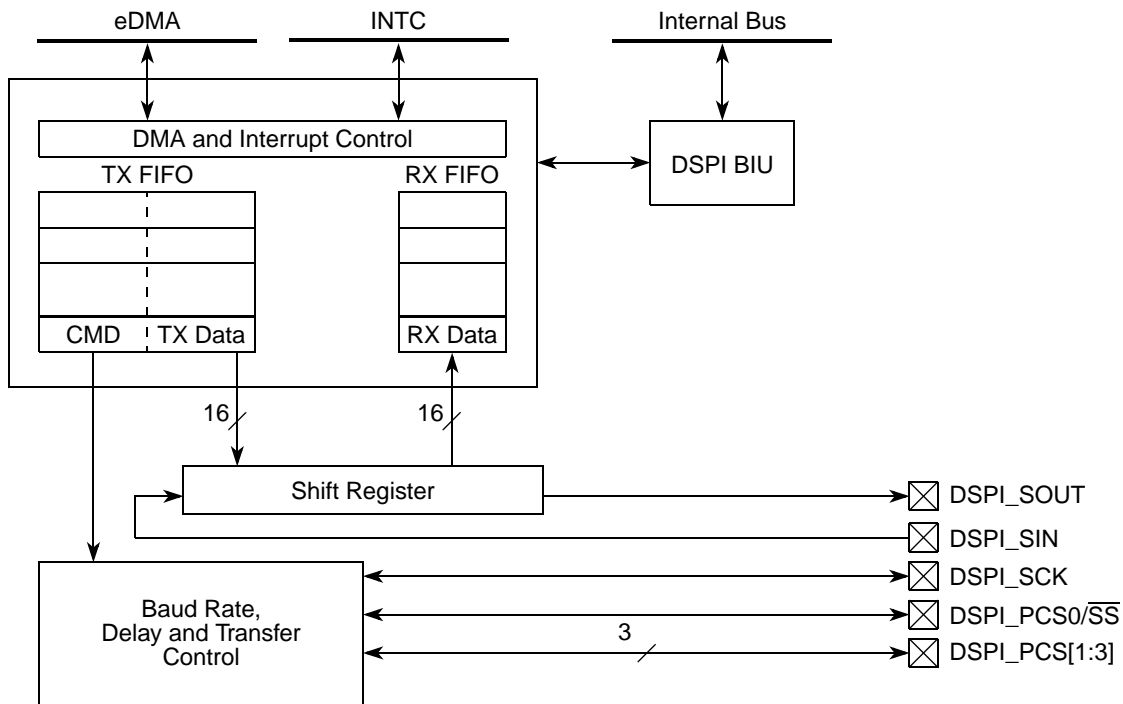 eDMA
INTC
Internal Bus
DMA and Interrupt Control
DSPI BIU
TX FIFO
RX FIFO
CMD
TX Data
RX Data
16
16
Shift Register
DSPI_SOUT
DSPI_SIN
DSPI_SCK
DSPI_PCS0/S̅S̅
DSPI_PCS[1:3]
3
Baud Rate,
Delay and Transfer
Control